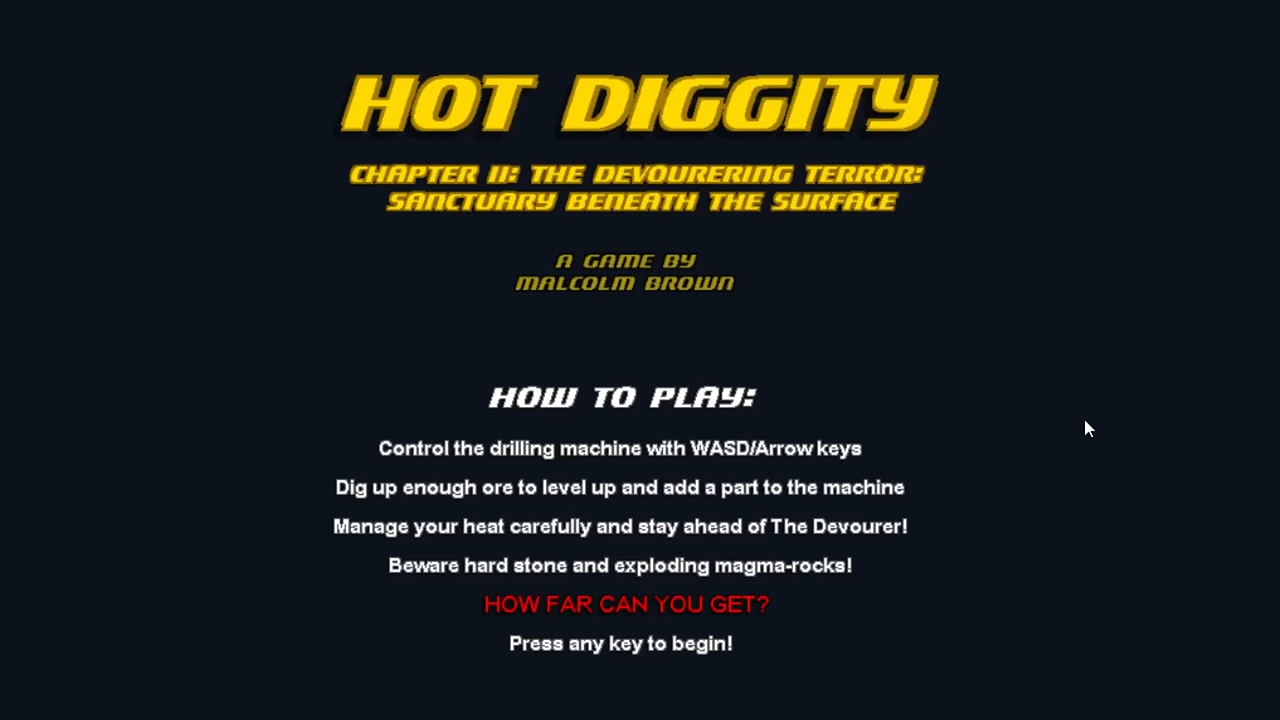 HOT DIGGITY
CHAPTER II: THE DEVOURERING TERROR:
SANCTUARY BENEATH THE SURFACE
A GAME BY
MALCOLM BROWN
HOW TO PLAY:
Control the drilling machine with WASD/Arrow keys
Dig up enough ore to level up and add a part to the machine
Manage your heat carefully and stay ahead of The Devourer!
Beware hard stone and exploding magma-rocks!
HOW FAR CAN YOU GET?
Press any key to begin!